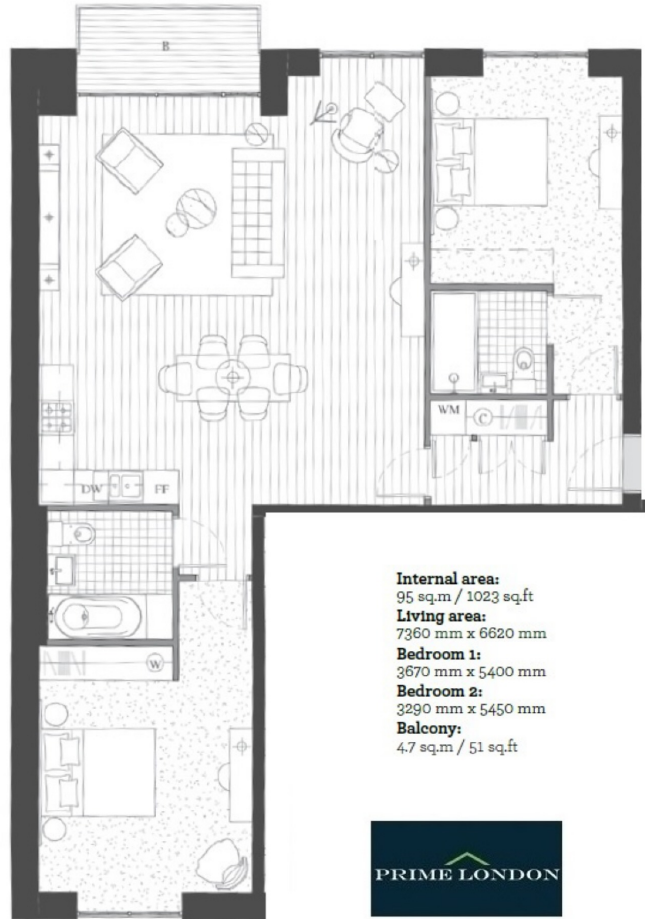 B
WM
C
DW
FF
W
Internal area:
95 sq.m / 1023 sq.ft
Living area:
7360 mm x 6620 mm
Bedroom 1:
3670 mm x 5400 mm
Bedroom 2:
3290 mm x 5450 mm
Balcony:
4.7 sq.m / 51 sq.ft
PRIME LONDON